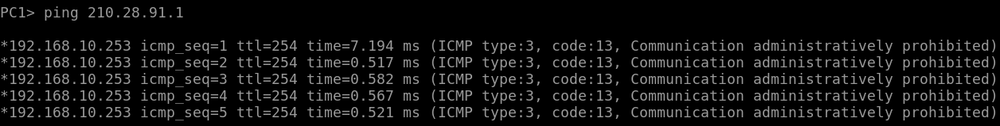 PC1> ping 210.28.91.1
*192.168.10.253 icmp_seq=1 ttl=254 time=7.194 ms (ICMP type:3, code:13, Communication administratively prohibited)
*192.168.10.253 icmp_seq=2 ttl=254 time=0.517 ms (ICMP type:3, code:13, Communication administratively prohibited)
*192.168.10.253 icmp_seq=3 ttl=254 time=0.582 ms (ICMP type:3, code:13, Communication administratively prohibited)
*192.168.10.253 icmp_seq=4 ttl=254 time=0.567 ms (ICMP type:3, code:13, Communication administratively prohibited)
*192.168.10.253 icmp_seq=5 ttl=254 time=0.521 ms (ICMP type:3, code:13, Communication administratively prohibited)